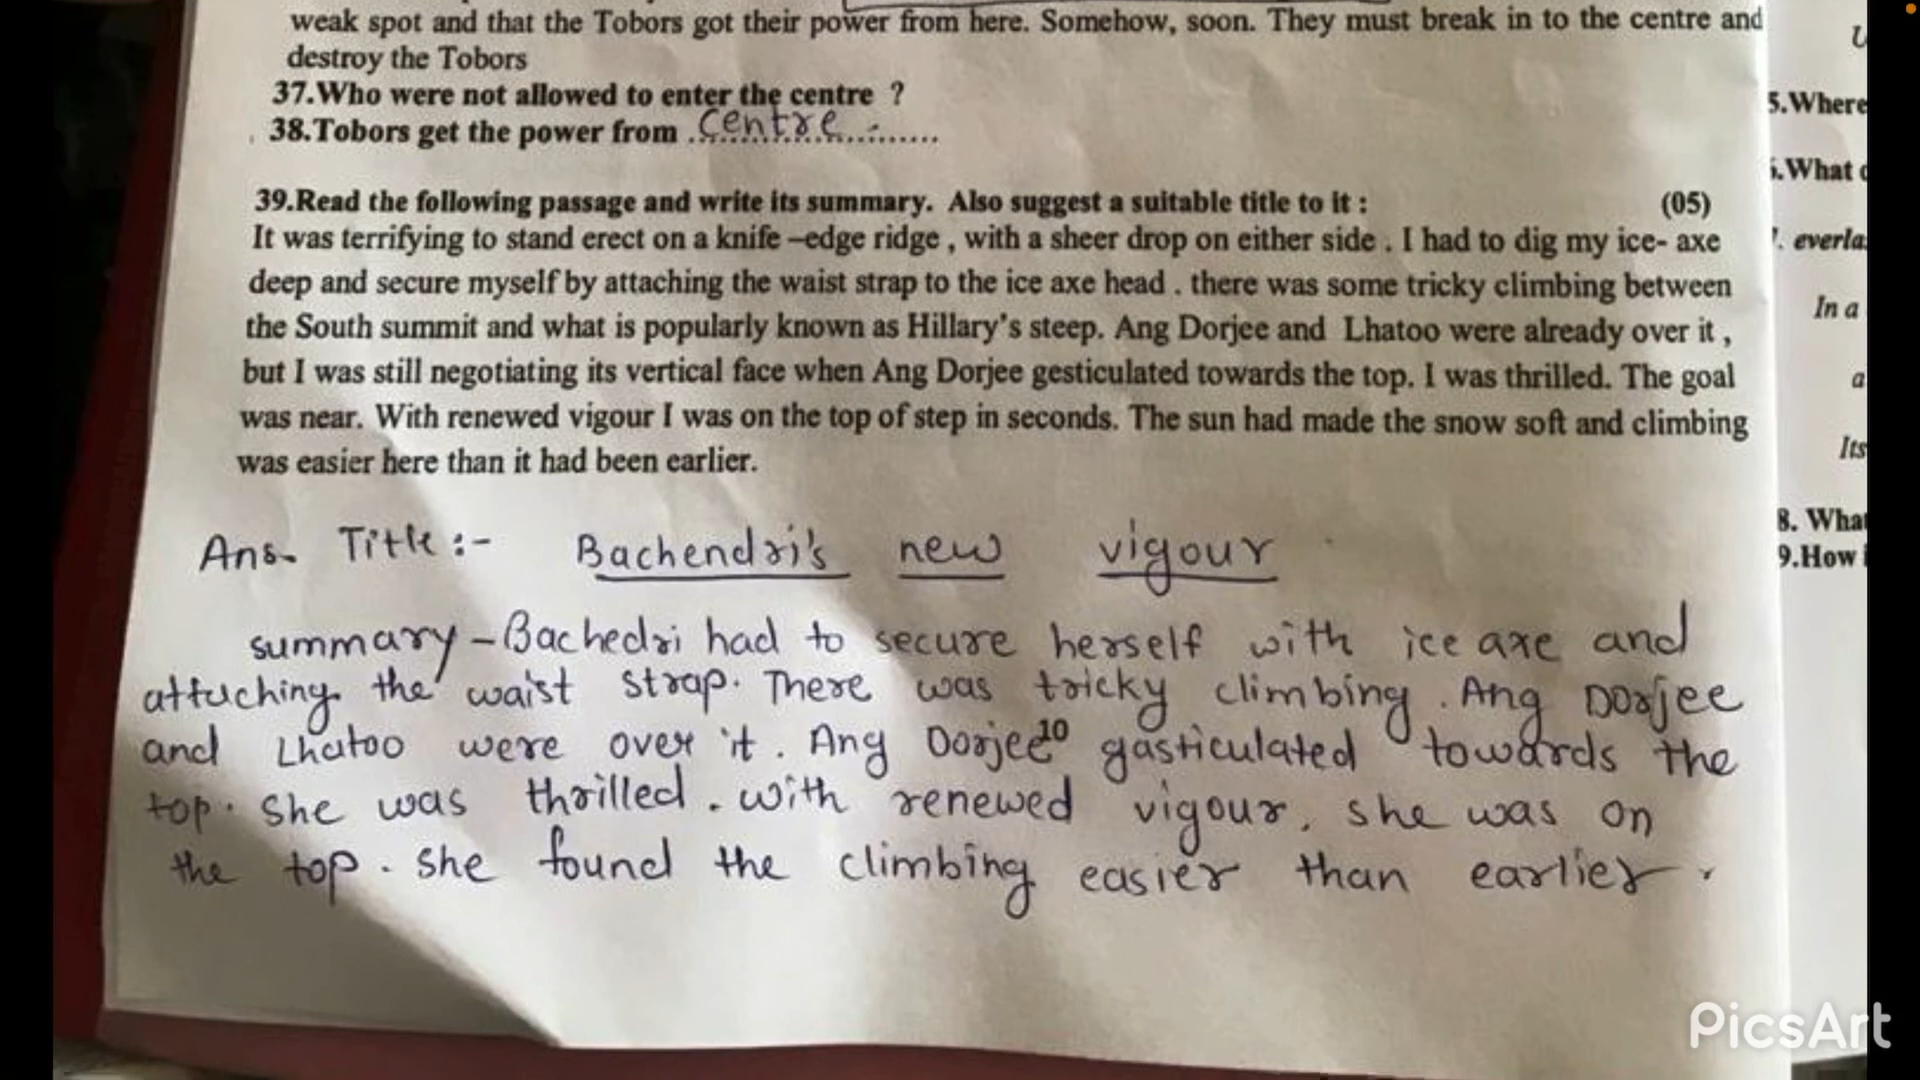 weak spot and that the Tobors got their power from here. Somehow, soon. They must break in to the centre and
destroy the Tobors
37.Who were not allowed to enter the centre ?
38.Tobors get the power from ..Centre..........
39.Read the following passage and write its summary. Also suggest a suitable title to it : (05)
It was terrifying to stand erect on a knife –edge ridge , with a sheer drop on either side . I had to dig my ice- axe
deep and secure myself by attaching the waist strap to the ice axe head . there was some tricky climbing between
the South summit and what is popularly known as Hillary's steep. Ang Dorjee and Lhatoo were already over it ,
but I was still negotiating its vertical face when Ang Dorjee gesticulated towards the top. I was thrilled. The goal
was near. With renewed vigour I was on the top of step in seconds. The sun had made the snow soft and climbing
was easier here than it had been earlier.
Ans. Title :- Bachendri's new vigour
summary - Bachedri had to secure herself with ice axe and
attuching the waist strap. There was tricky climbing . Ang Dorjee
and Lhatoo were over it . Ang Dorjee gasticulated towards the
10
top. She was thrilled . with renewed vigour, she was on
the top . She found the climbing easier than earlier .
5.Where
.What
. everla
In a
a
Its
8. What
9.How i
PicsArt